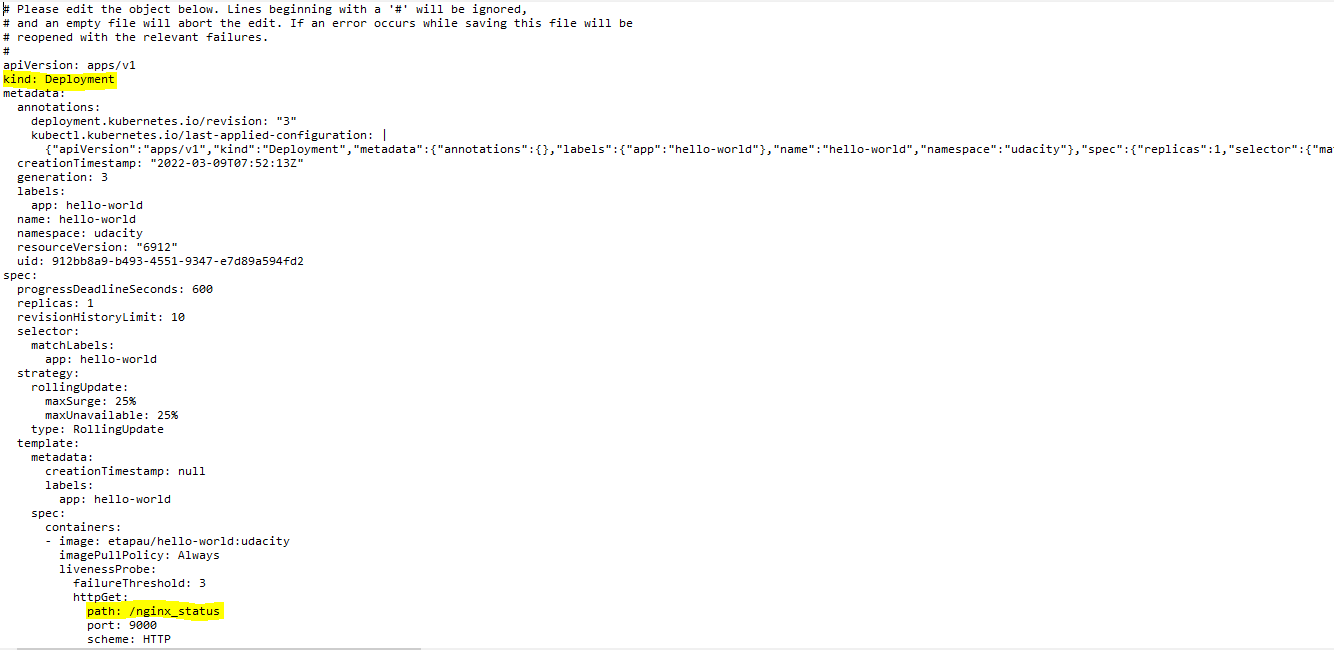 # Please edit the object below. Lines beginning with a '#' will be ignored,
# and an empty file will abort the edit. If an error occurs while saving this file will be
# reopened with the relevant failures.
#
apiVersion: apps/v1
kind: Deployment
metadata:
  annotations:
    deployment.kubernetes.io/revision: "3"
    kubectl.kubernetes.io/last-applied-configuration: |
      {"apiVersion":"apps/v1","kind":"Deployment","metadata":{"annotations":{},"labels":{"app":"hello-world"},"name":"hello-world","namespace":"udacity"},"spec":{"replicas":1,"selector":{"ma
  creationTimestamp: "2022-03-09T07:52:13Z"
  generation: 3
  labels:
    app: hello-world
  name: hello-world
  namespace: udacity
  resourceVersion: "6912"
  uid: 912bb8a9-b493-4551-9347-e7d89a594fd2
spec:
  progressDeadlineSeconds: 600
  replicas: 1
  revisionHistoryLimit: 10
  selector:
    matchLabels:
      app: hello-world
  strategy:
    rollingUpdate:
      maxSurge: 25%
      maxUnavailable: 25%
    type: RollingUpdate
  template:
    metadata:
      creationTimestamp: null
      labels:
        app: hello-world
    spec:
      containers:
      - image: etapau/hello-world:udacity
        imagePullPolicy: Always
        livenessProbe:
          failureThreshold: 3
          httpGet:
            path: /nginx_status
            port: 9000
            scheme: HTTP